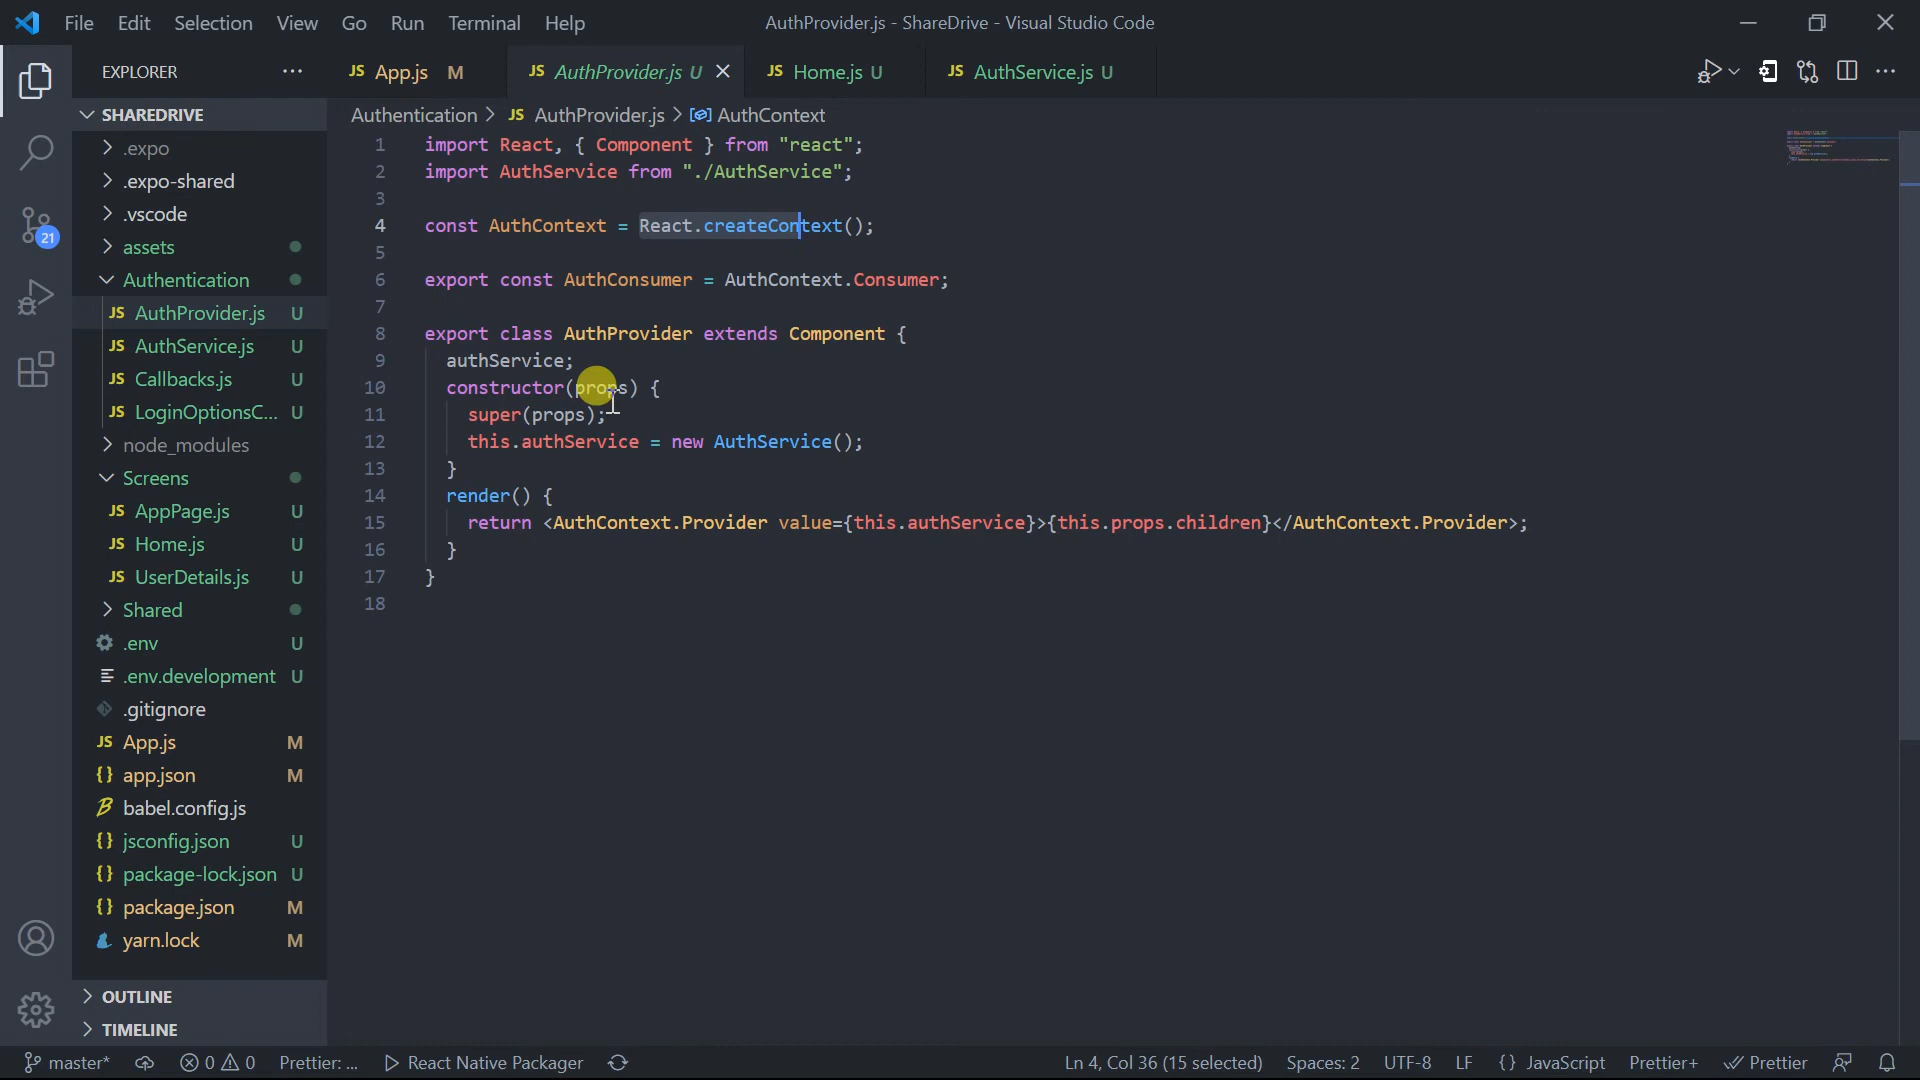 File Edit Selection View Go Run Terminal Help AuthProvider.js - ShareDrive - Visual Studio Code
EXPLORER
JS App.js M
JS AuthProvider.js U
JS Home.js U
JS AuthService.js U
SHAREDRIVE
.expo
.expo-shared
.vscode
assets
Authentication
JS AuthProvider.js U
JS AuthService.js U
JS Callbacks.js U
JS LoginOptionsC... U
node_modules
Screens
JS AppPage.js U
JS Home.js U
JS UserDetails.js U
Shared
.env U
.env.development U
.gitignore
JS App.js M
{} app.json M
babel.config.js
{} jsconfig.json U
{} package-lock.json U
{} package.json M
yarn.lock M
OUTLINE
TIMELINE
21
Authentication > JS AuthProvider.js > AuthContext
1 import React, { Component } from "react";
2 import AuthService from "./AuthService";
3
4 const AuthContext = React.createContext();
5
6 export const AuthConsumer = AuthContext.Consumer;
7
8 export class AuthProvider extends Component {
9 authService;
10 constructor(props) {
11 super(props);
12 this.authService = new AuthService();
13 }
14 render() {
15 return <AuthContext.Provider value={this.authService}>{this.props.children}</AuthContext.Provider>;
16 }
17 }
18
master* 0 0 Prettier: ... React Native Packager Ln 4, Col 36 (15 selected) Spaces: 2 UTF-8 LF {} JavaScript Prettier+ Prettier